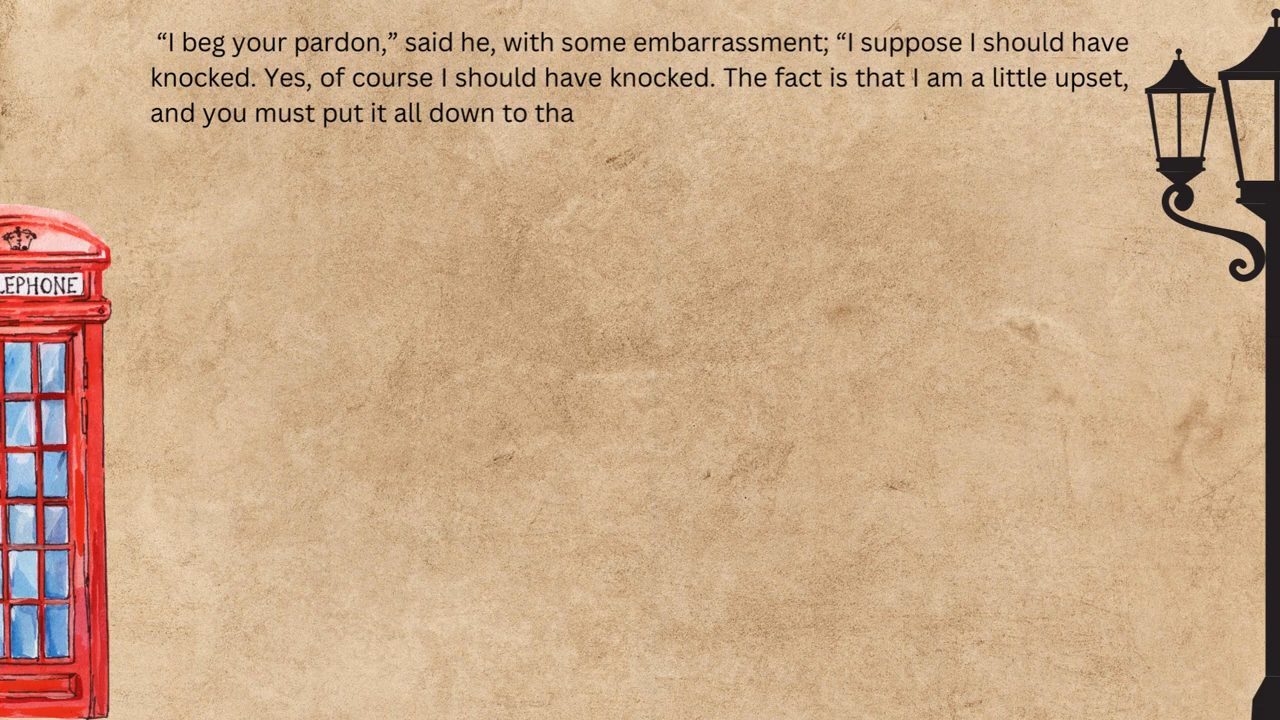 “I beg your pardon,” said he, with some embarrassment; “I suppose I should have
knocked. Yes, of course I should have knocked. The fact is that I am a little upset,
and you must put it all down to tha
LEPHONE